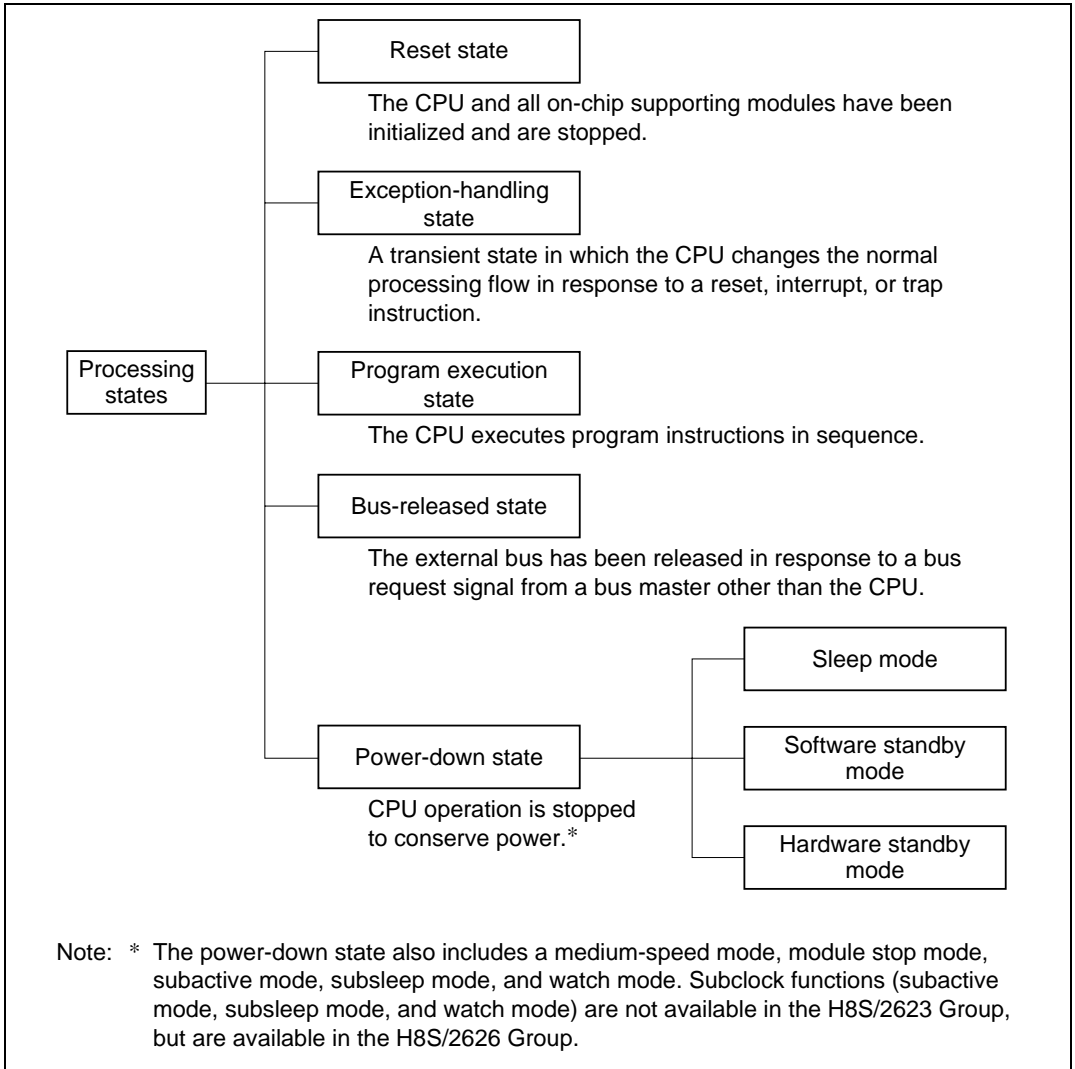 Reset state
The CPU and all on-chip supporting modules have been
initialized and are stopped.
Exception-handling
state
A transient state in which the CPU changes the normal
processing flow in response to a reset, interrupt, or trap
instruction.
Processing
states
Program execution
state
The CPU executes program instructions in sequence.
Bus-released state
The external bus has been released in response to a bus
request signal from a bus master other than the CPU.
Sleep mode
Power-down state
Software standby
mode
CPU operation is stopped
to conserve power.*
Hardware standby
mode
Note: * The power-down state also includes a medium-speed mode, module stop mode,
subactive mode, subsleep mode, and watch mode. Subclock functions (subactive
mode, subsleep mode, and watch mode) are not available in the H8S/2623 Group,
but are available in the H8S/2626 Group.